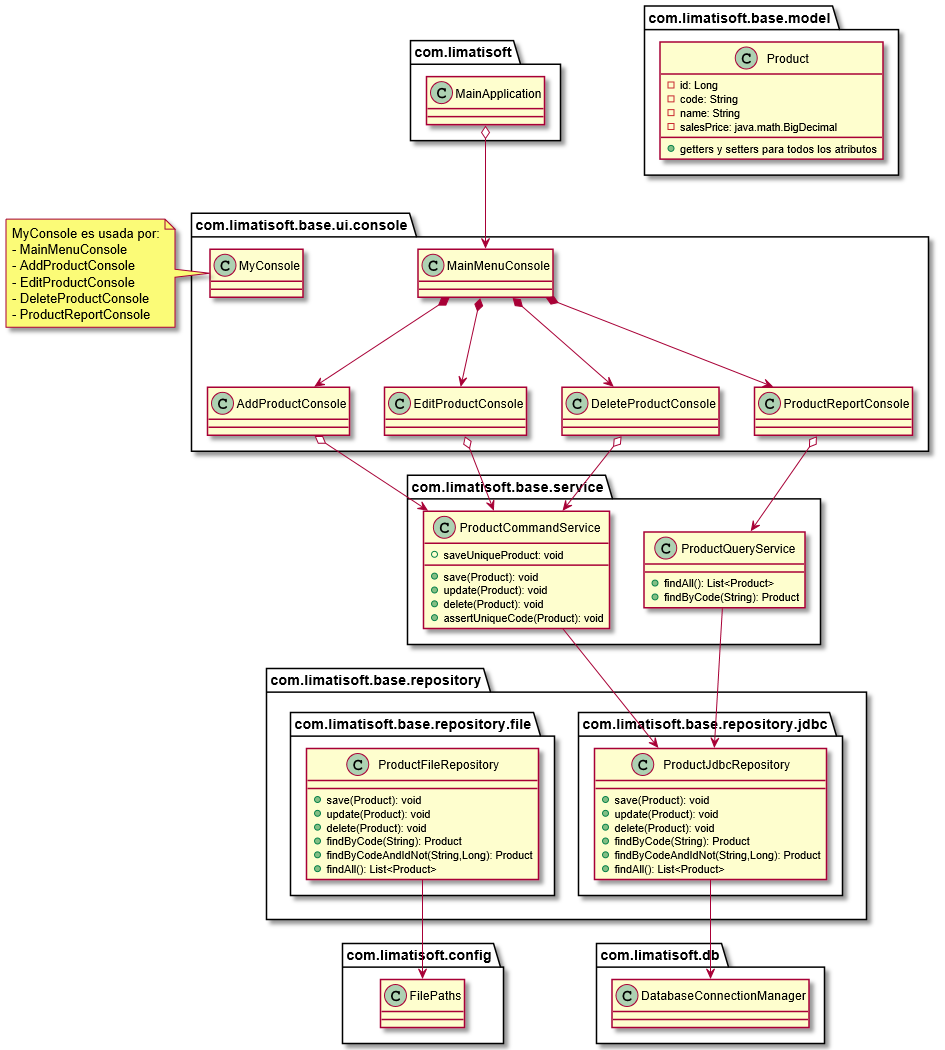 com.limatisoft.base.model
C Product
id: Long
code: String
name: String
salesPrice: java.math.BigDecimal
getters y setters para todos los atributos
com.limatisoft
C MainApplication
MyConsole es usada por:
- MainMenuConsole
- AddProductConsole
- EditProductConsole
- DeleteProductConsole
- ProductReportConsole
com.limatisoft.base.ui.console
C MyConsole
C MainMenuConsole
C AddProductConsole
C EditProductConsole
C DeleteProductConsole
C ProductReportConsole
com.limatisoft.base.service
C ProductCommandService
saveUniqueProduct: void
save(Product): void
update(Product): void
delete(Product): void
assertUniqueCode(Product): void
C ProductQueryService
findAll(): List<Product>
findByCode(String): Product
com.limatisoft.base.repository
com.limatisoft.base.repository.file
C ProductFileRepository
save(Product): void
update(Product): void
delete(Product): void
findByCode(String): Product
findByCodeAndIdNot(String,Long): Product
findAll(): List<Product>
com.limatisoft.base.repository.jdbc
C ProductJdbcRepository
save(Product): void
update(Product): void
delete(Product): void
findByCode(String): Product
findByCodeAndIdNot(String,Long): Product
findAll(): List<Product>
com.limatisoft.config
C FilePaths
com.limatisoft.db
C DatabaseConnectionManager